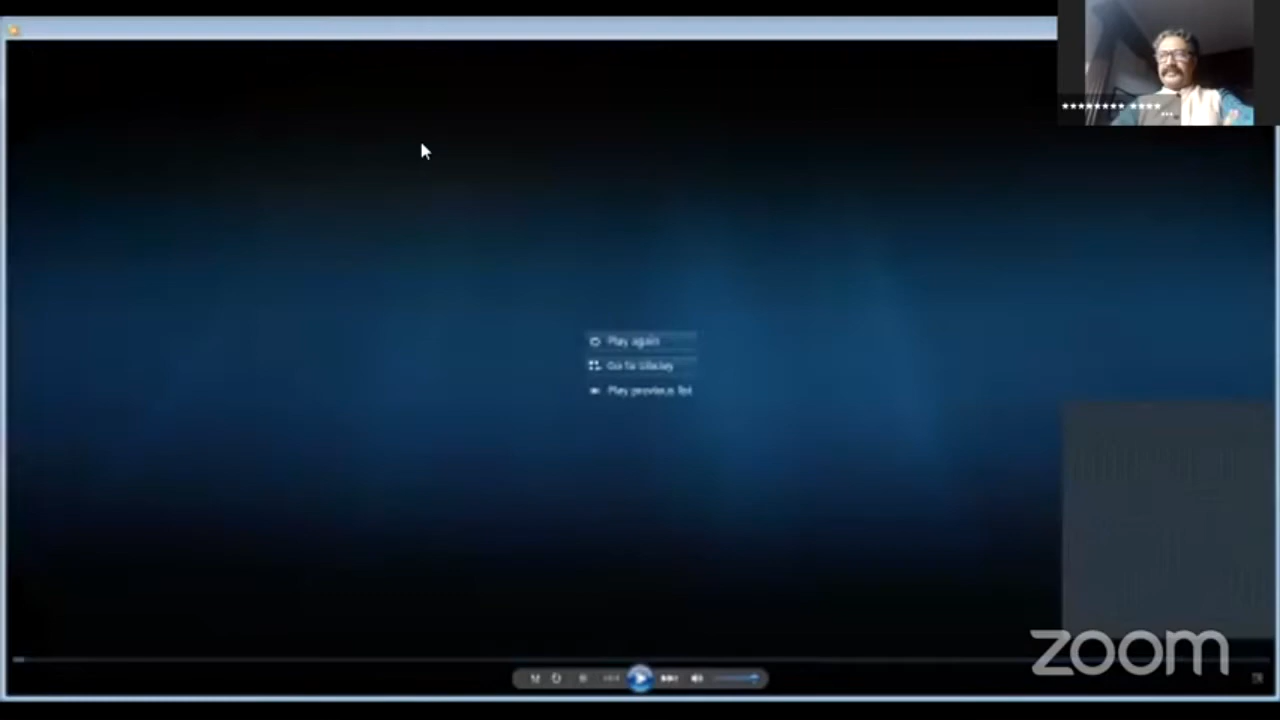 ******** ****
...
Play again
Go to Library
Play previous list
zoom